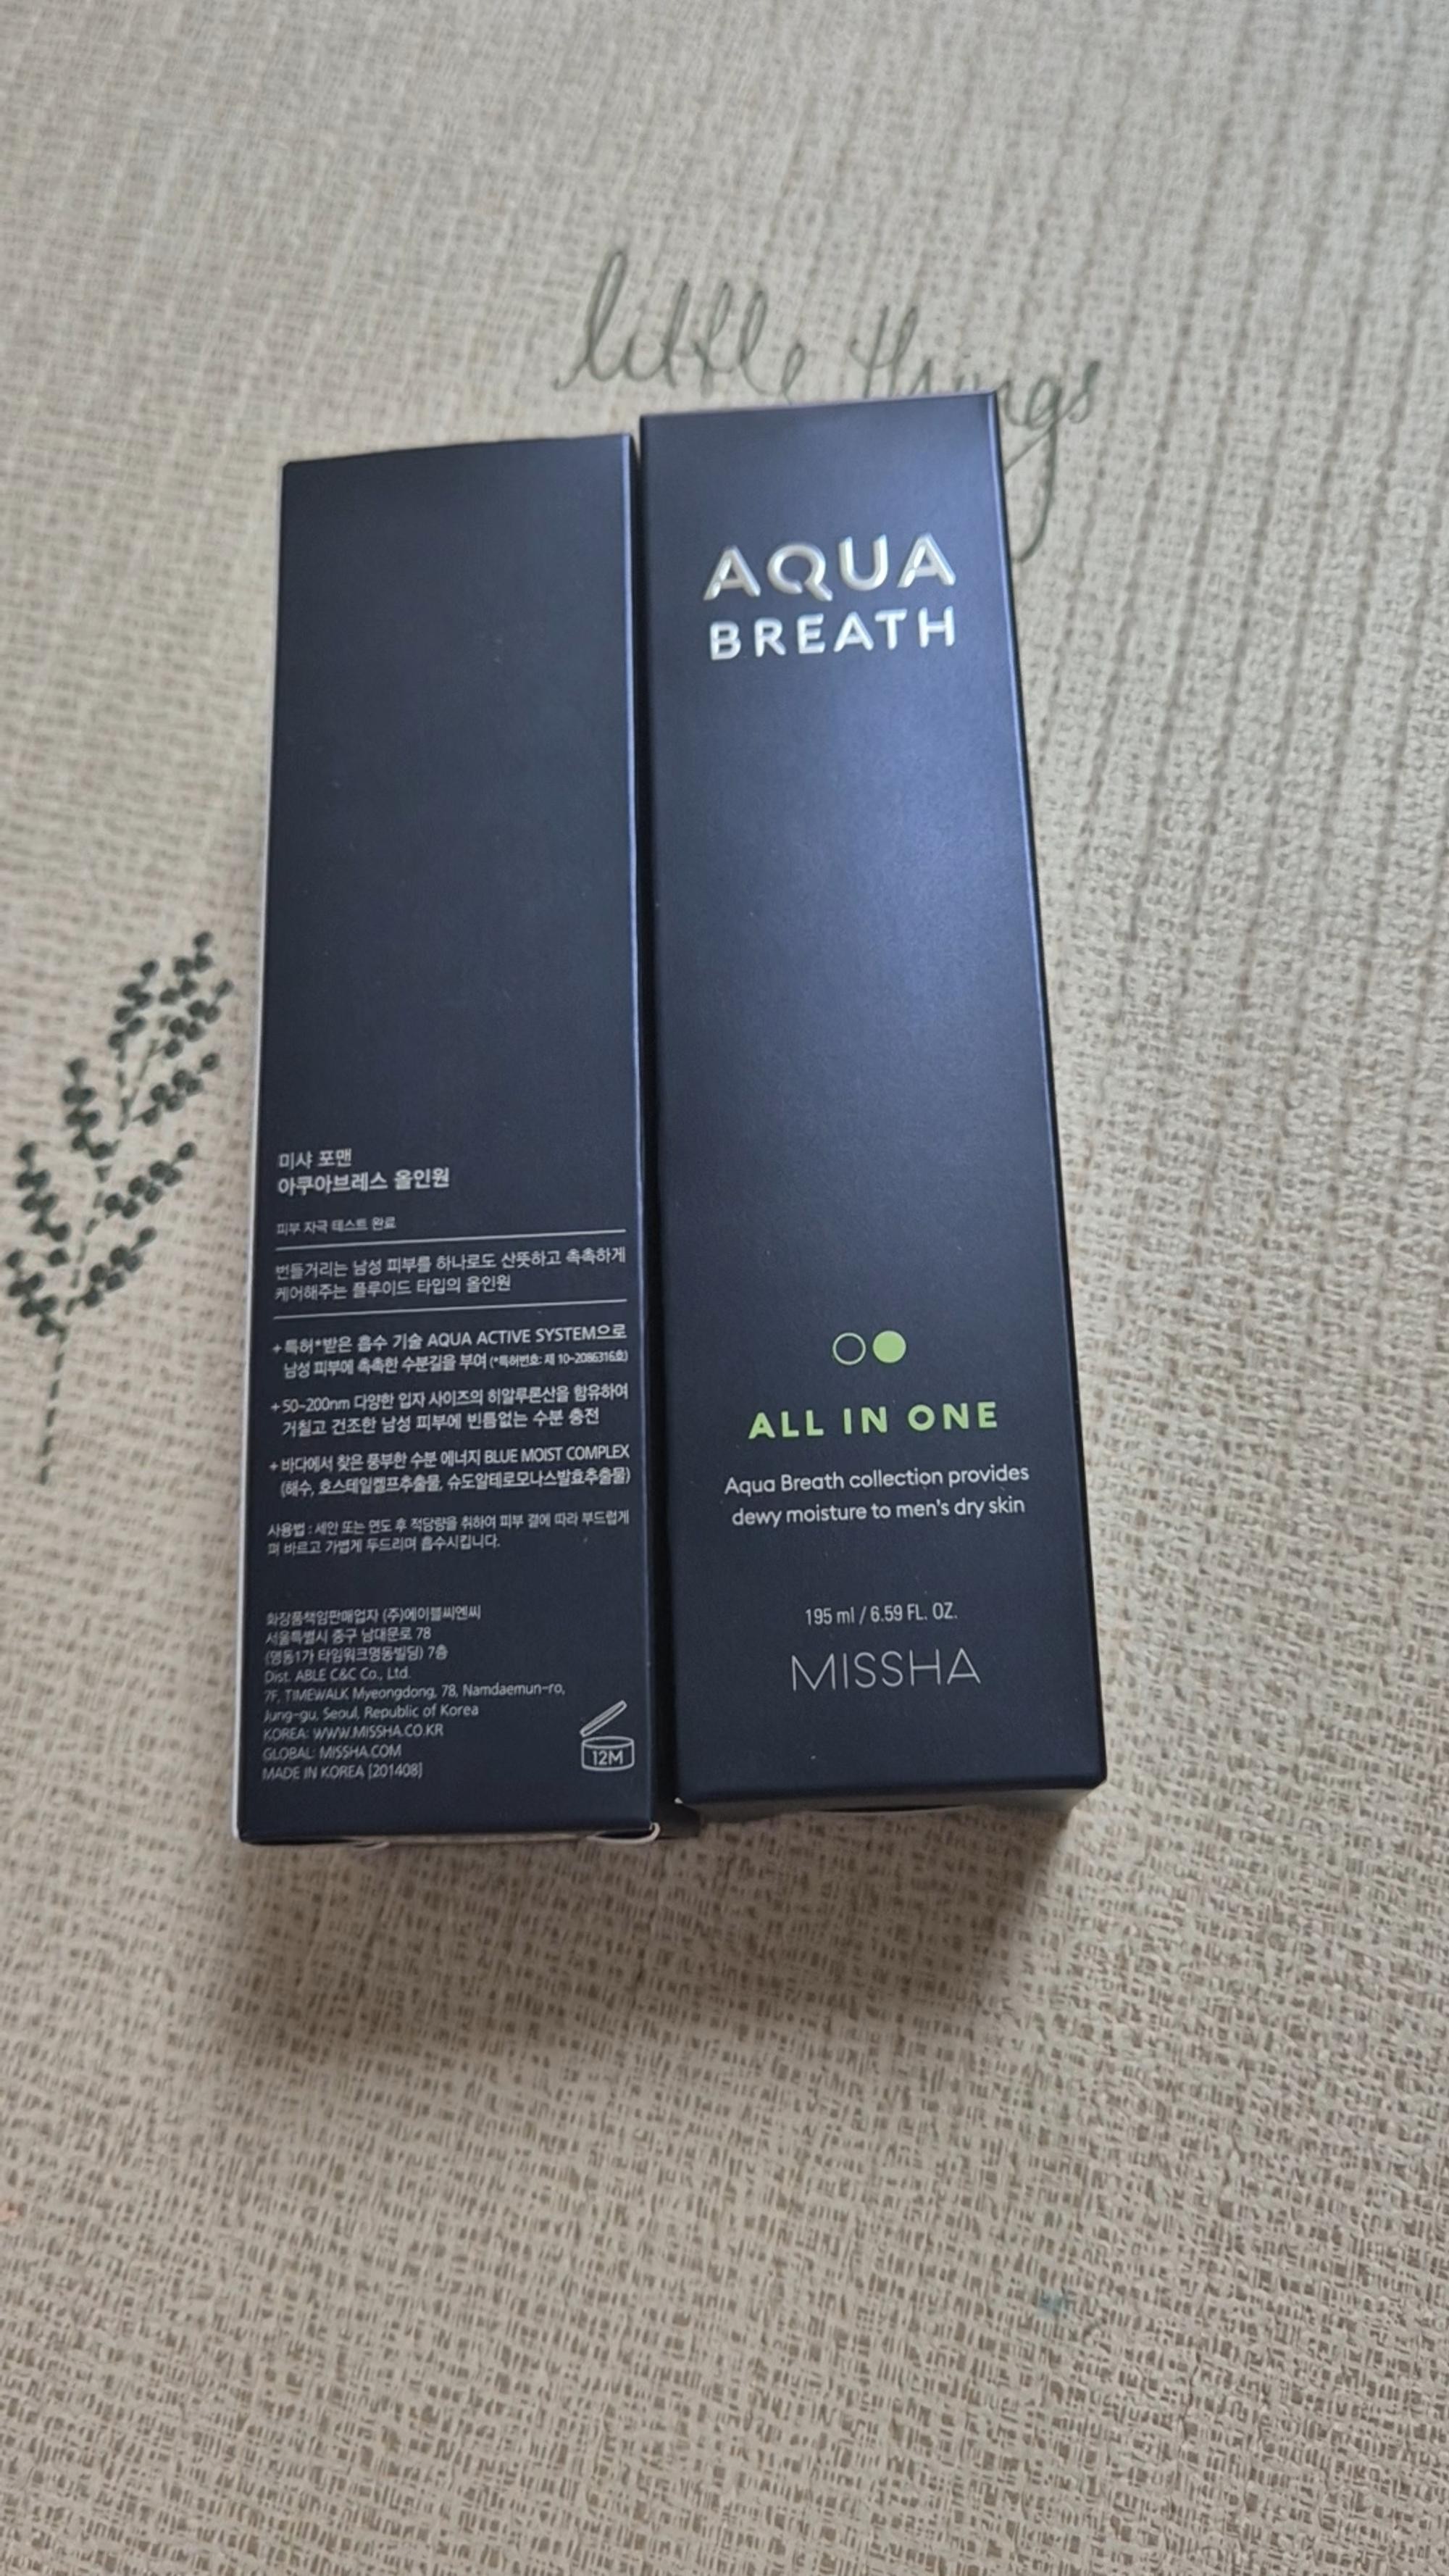 little things
미샤 포맨
아쿠아브레스 올인원
피부 자극 테스트 완료
번들거리는 남성 피부를 하나로도 산뜻하고 촉촉하게
케어해주는 플루이드 타입의 올인원
+ 특허*받은 흡수 기술 AQUA ACTIVE SYSTEM으로
남성 피부에 촉촉한 수분길을 부여 (*특허번호: 제 10-2086316호)
+ 50-200nm 다양한 입자 사이즈의 히알루론산을 함유하여
거칠고 건조한 남성 피부에 빈틈없는 수분 충전
+ 바다에서 찾은 풍부한 수분 에너지 BLUE MOIST COMPLEX
(해수, 호스테일켈프추출물, 슈도알테로모나스발효추출물)
사용법 : 세안 또는 면도 후 적당량을 취하여 피부 결에 따라 부드럽게
펴 바르고 가볍게 두드리며 흡수시킵니다.
화장품책임판매업자 (주)에이블씨엔씨
서울특별시 중구 남대문로 78
(명동1가 타임워크명동빌딩) 7층
Dist. ABLE C&C Co., Ltd.
7F, TIMEWALK Myeongdong, 78, Namdaemun-ro,
Jung-gu, Seoul, Republic of Korea
KOREA: WWW.MISSHA.CO.KR
GLOBAL: MISSHA.COM
MADE IN KOREA [201408]
12M
AQUA
BREATH
ALL IN ONE
Aqua Breath collection provides
dewy moisture to men's dry skin
195 ml / 6.59 FL. OZ.
MISSHA